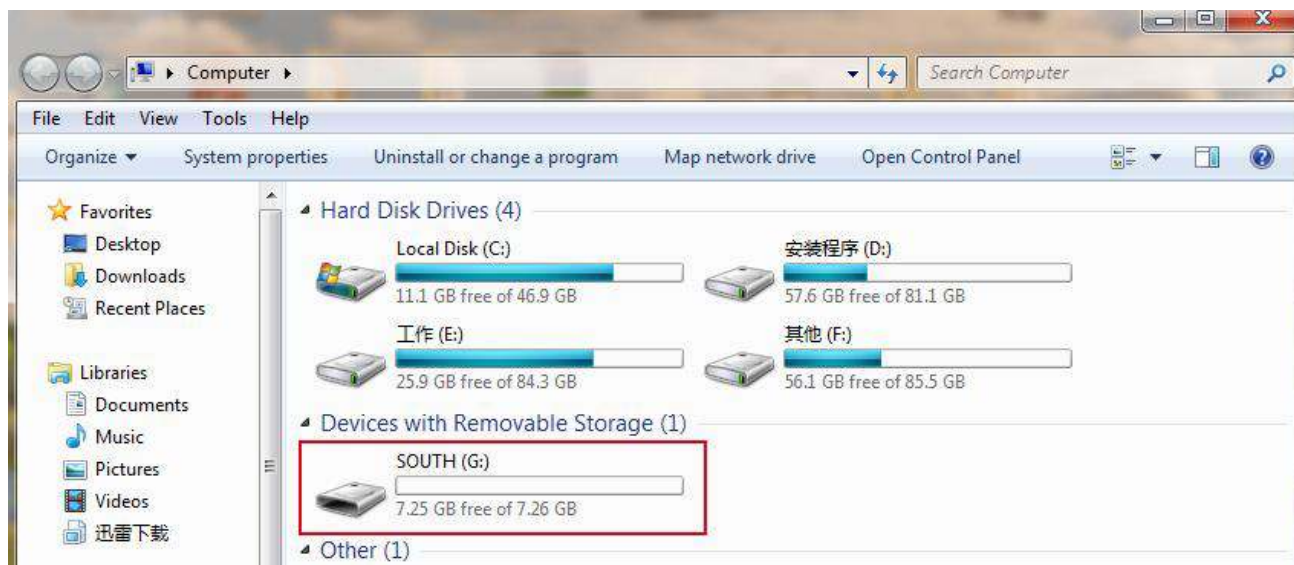 Computer
Search Computer
File Edit View Tools Help
Organize System properties Uninstall or change a program Map network drive Open Control Panel
Favorites
Desktop
Downloads
Recent Places
Libraries
Documents
Music
Pictures
Videos
迅雷下载
Hard Disk Drives (4)
Local Disk (C:)
11.1 GB free of 46.9 GB
安装程序 (D:)
57.6 GB free of 81.1 GB
工作 (E:)
25.9 GB free of 84.3 GB
其他 (F:)
56.1 GB free of 85.5 GB
Devices with Removable Storage (1)
SOUTH (G:)
7.25 GB free of 7.26 GB
Other (1)